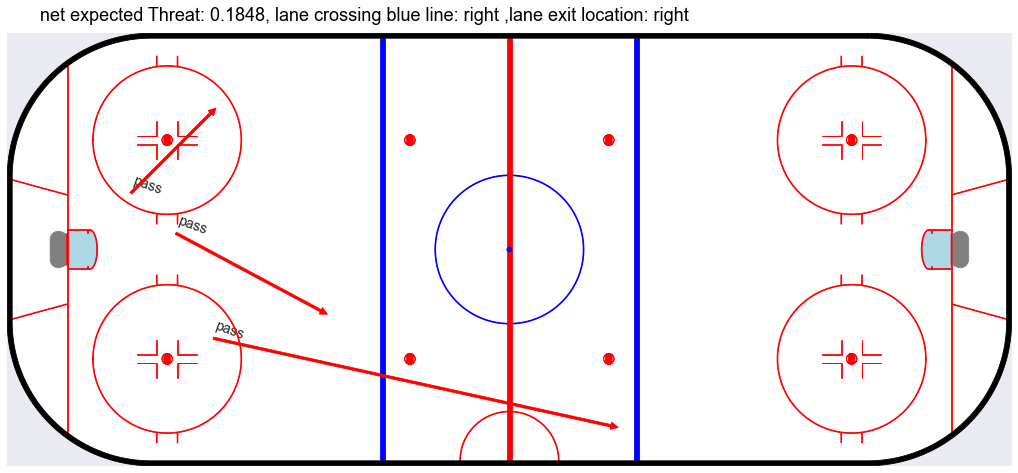 net expected Threat: 0.1848, lane crossing blue line: right ,lane exit location: right
pass
pass
pass